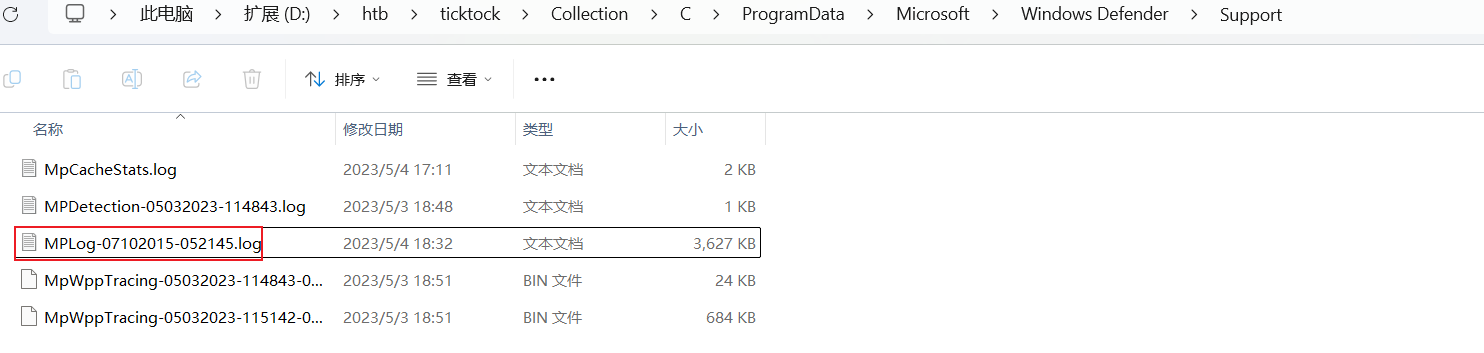 此电脑 > 扩展 (D:) > htb > ticktock > Collection > C > ProgramData > Microsoft > Windows Defender > Support
排序 查看 ...
名称 修改日期 类型 大小
MpCacheStats.log 2023/5/4 17:11 文本文档 2 KB
MPDetection-05032023-114843.log 2023/5/3 18:48 文本文档 1 KB
MPLog-07102015-052145.log 2023/5/4 18:32 文本文档 3,627 KB
MpWppTracing-05032023-114843-0... 2023/5/3 18:51 BIN 文件 24 KB
MpWppTracing-05032023-115142-0... 2023/5/3 18:51 BIN 文件 684 KB